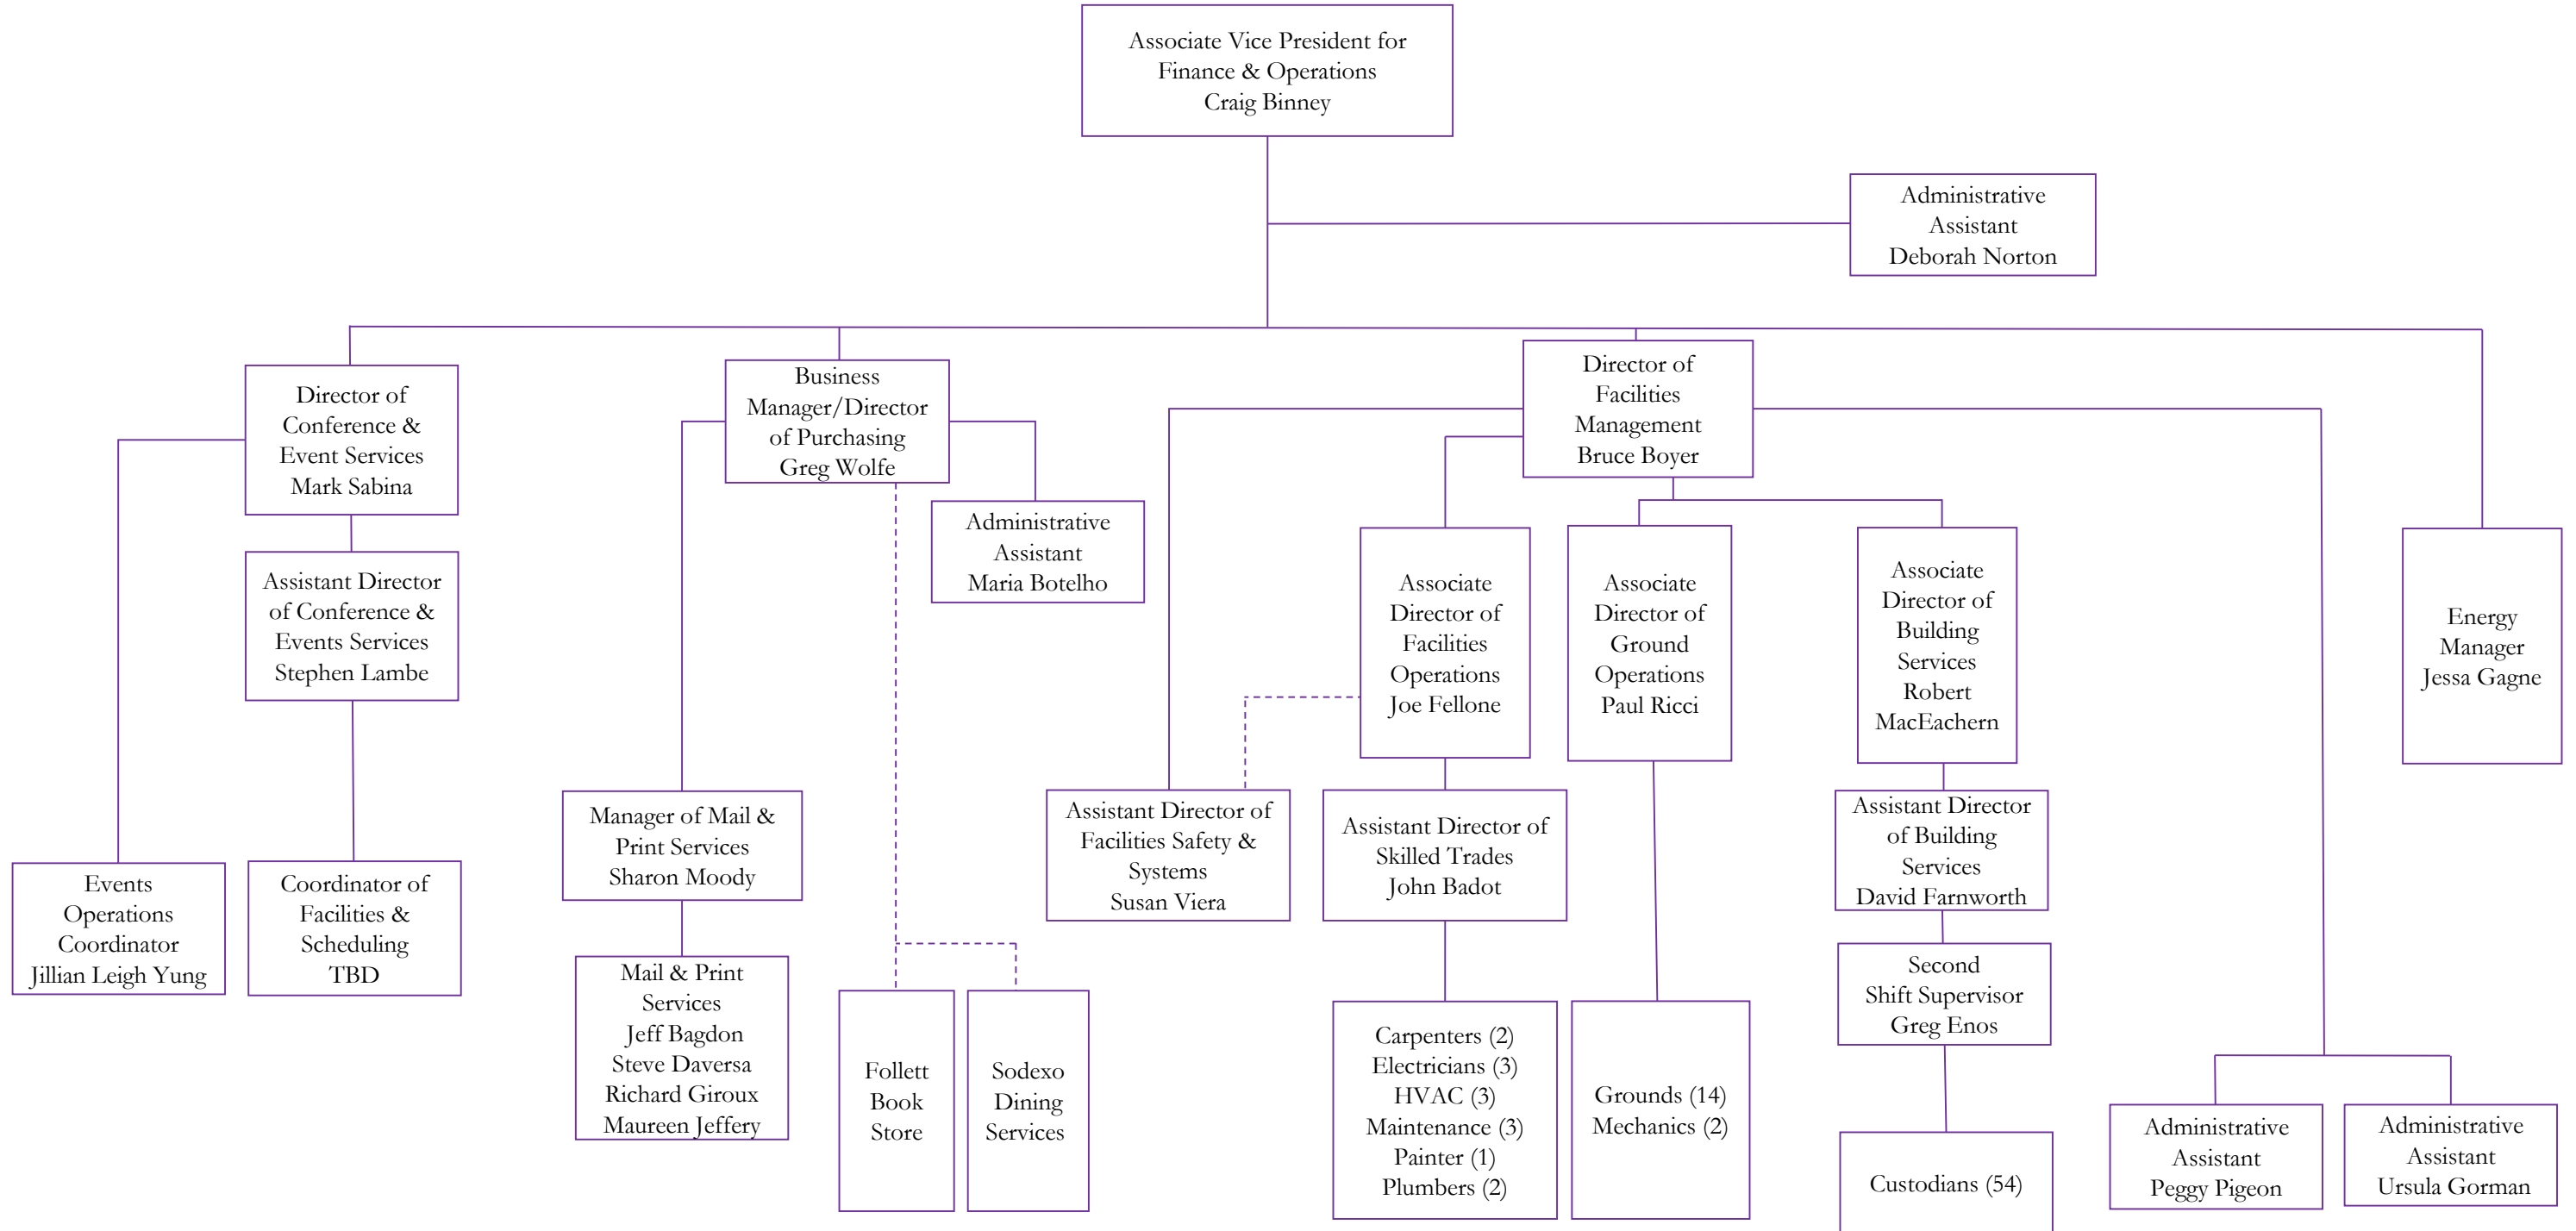 Associate Vice President for
Finance & Operations
Craig Binney
Administrative
Assistant
Deborah Norton
Director of
Conference &
Event Services
Mark Sabina
Business
Manager/Director
of Purchasing
Greg Wolfe
Director of
Facilities
Management
Bruce Boyer
Administrative
Assistant
Maria Botelho
Assistant Director
of Conference &
Events Services
Stephen Lambe
Associate
Director of
Facilities
Operations
Joe Fellone
Associate
Director of
Ground
Operations
Paul Ricci
Associate
Director of
Building
Services
Robert
MacEachern
Energy
Manager
Jessa Gagne
Manager of Mail &
Print Services
Sharon Moody
Assistant Director of
Facilities Safety &
Systems
Susan Viera
Assistant Director of
Skilled Trades
John Badot
Assistant Director
of Building
Services
David Farnworth
Events
Operations
Coordinator
Jillian Leigh Yung
Coordinator of
Facilities &
Scheduling
TBD
Mail & Print
Services
Jeff Bagdon
Steve Daversa
Richard Giroux
Maureen Jeffery
Follett
Book
Store
Sodexo
Dining
Services
Carpenters (2)
Electricians (3)
HVAC (3)
Maintenance (3)
Painter (1)
Plumbers (2)
Grounds (14)
Mechanics (2)
Second
Shift Supervisor
Greg Enos
Custodians (54)
Administrative
Assistant
Peggy Pigeon
Administrative
Assistant
Ursula Gorman